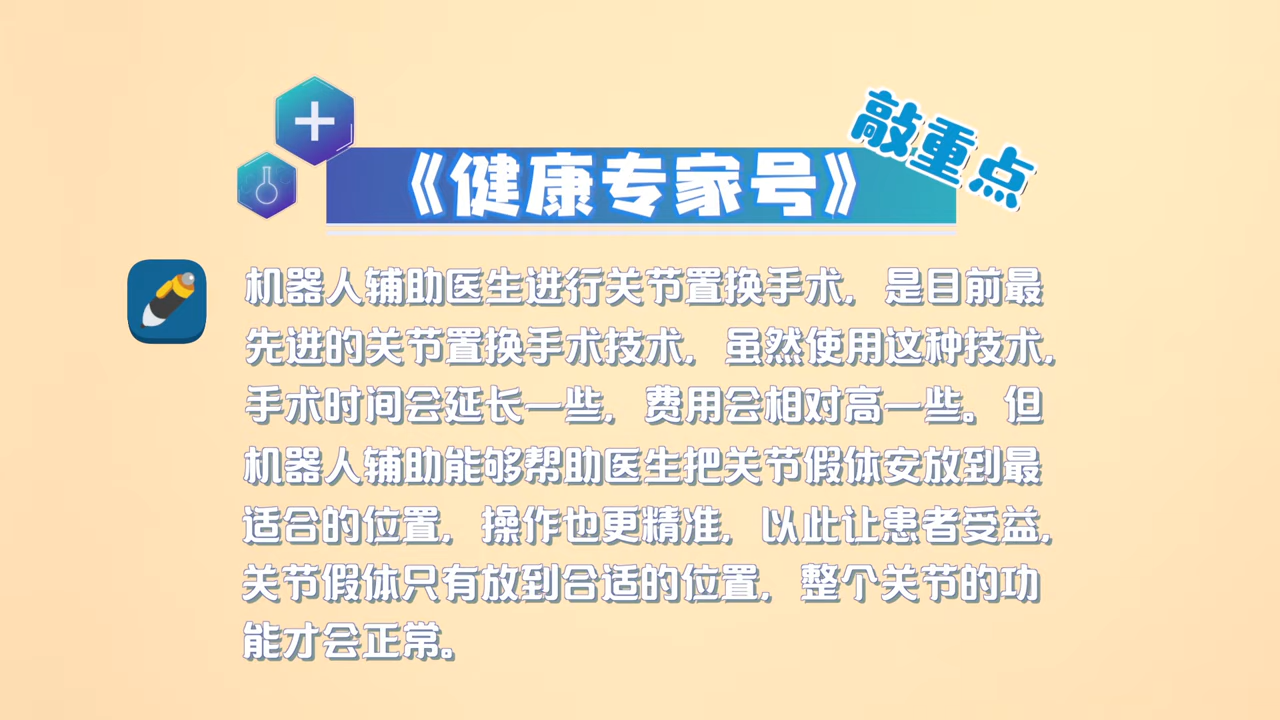 《健康专家号》
敲重点
机器人辅助医生进行关节置换手术，是目前最
先进的关节置换手术技术，虽然使用这种技术，
手术时间会延长一些，费用会相对高一些。但
机器人辅助能够帮助医生把关节假体安放到最
适合的位置，操作也更精准，以此让患者受益，
关节假体只有放到合适的位置，整个关节的功
能才会正常。